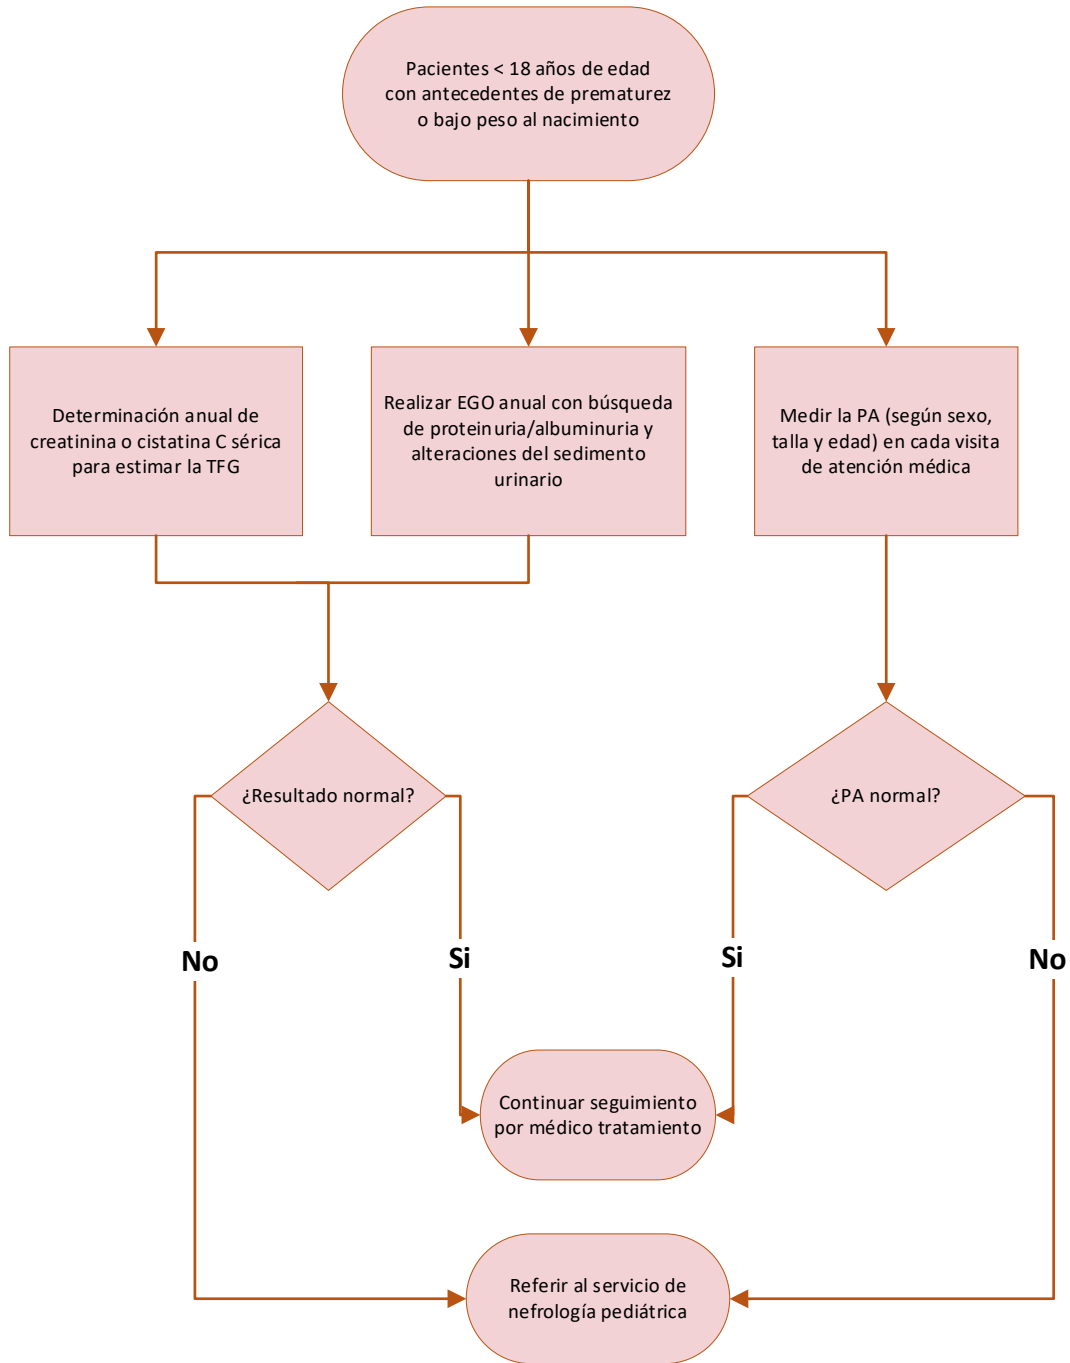 Pacientes < 18 años de edad
con antecedentes de prematurez
o bajo peso al nacimiento
Determinación anual de
creatinina o cistatina C sérica
para estimar la TFG
Realizar EGO anual con búsqueda
de proteinuria/albuminuria y
alteraciones del sedimento
urinario
Medir la PA (según sexo,
talla y edad) en cada visita
de atención médica
¿Resultado normal?
¿PA normal?
No
Si
Si
No
Continuar seguimiento
por médico tratamiento
Referir al servicio de
nefrología pediátrica